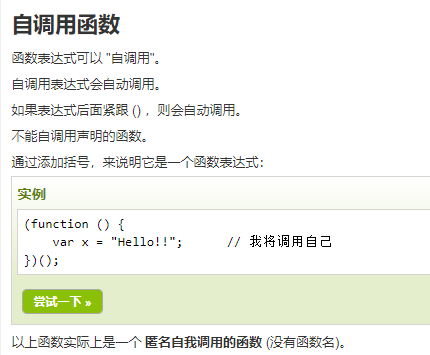 自调用函数
函数表达式可以 "自调用"。
自调用表达式会自动调用。
如果表达式后面紧跟 () ，则会自动调用。
不能自调用声明的函数。
通过添加括号，来说明它是一个函数表达式：
实例
(function () {
    var x = "Hello!!";      // 我将调用自己
})();
尝试一下 »
以上函数实际上是一个 匿名自我调用的函数 (没有函数名)。